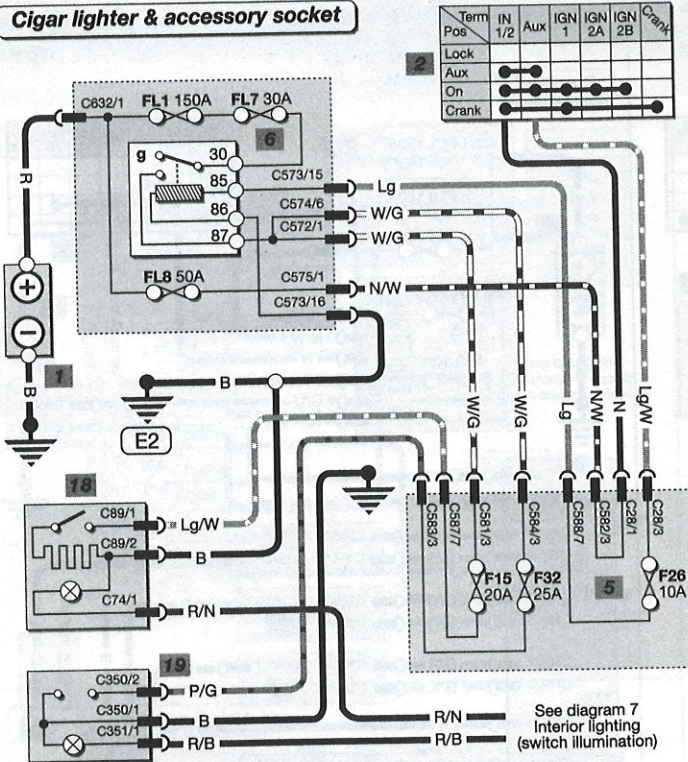 Cigar lighter & accessory socket
Term
Pos
IN 1/2
Aux
IGN 1
IGN 2A
IGN 2B
Crank
Lock
Aux
On
Crank
2
C632/1
FL1 150A
FL7 30A
6
g
30
85
86
87
C573/15
C574/6
C572/1
FL8 50A
C575/1
C573/16
Lg
W/G
W/G
N/W
R
+
−
1
B
B
E2
W/G
W/G
Lg
N/W
N
Lg/W
18
C89/1
C89/2
C74/1
Lg/W
B
R/N
C583/3
C587/7
C581/3
C584/3
C588/7
C582/3
C28/1
C28/3
F15
20A
F32
25A
5
F26
10A
19
C350/2
C350/1
C351/1
P/G
B
R/B
R/N
R/B
See diagram 7
Interior lighting
(switch illumination)